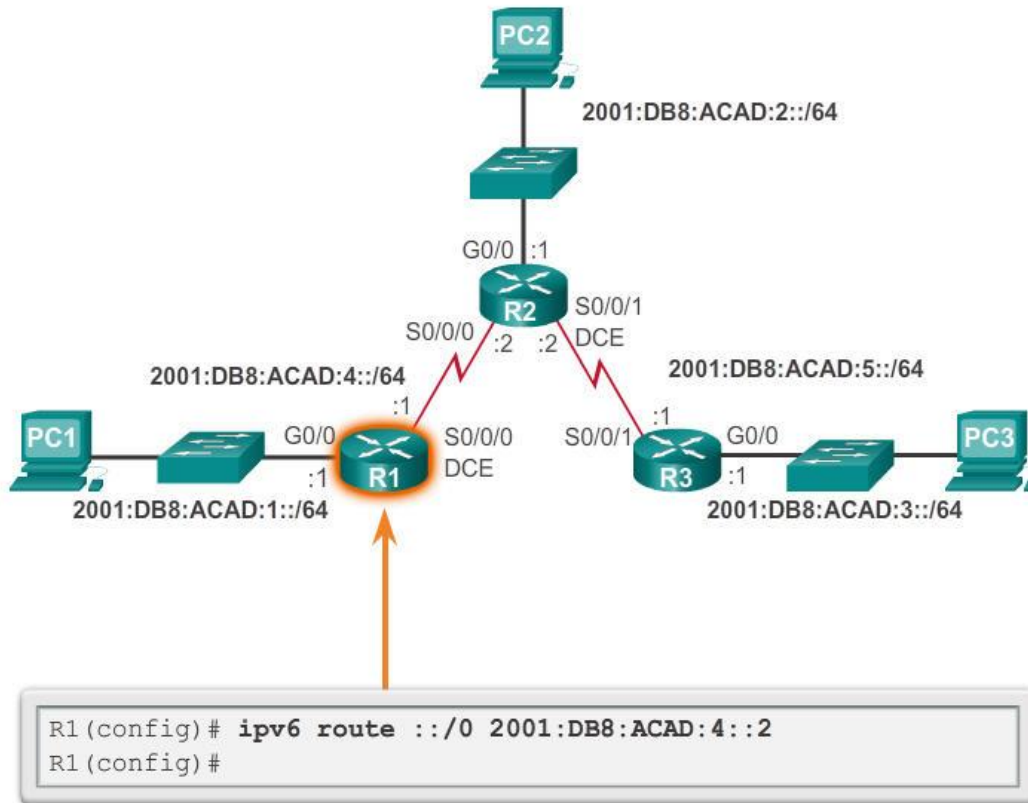 PC2
2001:DB8:ACAD:2::/64
G0/0 :1
R2
S0/0/1
DCE
S0/0/0
:2 :2
2001:DB8:ACAD:4::/64
2001:DB8:ACAD:5::/64
:1
:1
PC1
G0/0
S0/0/0
DCE
R1
:1
2001:DB8:ACAD:1::/64
S0/0/1
G0/0
R3
:1
PC3
2001:DB8:ACAD:3::/64
R1(config)# ipv6 route ::/0 2001:DB8:ACAD:4::2
R1(config)#